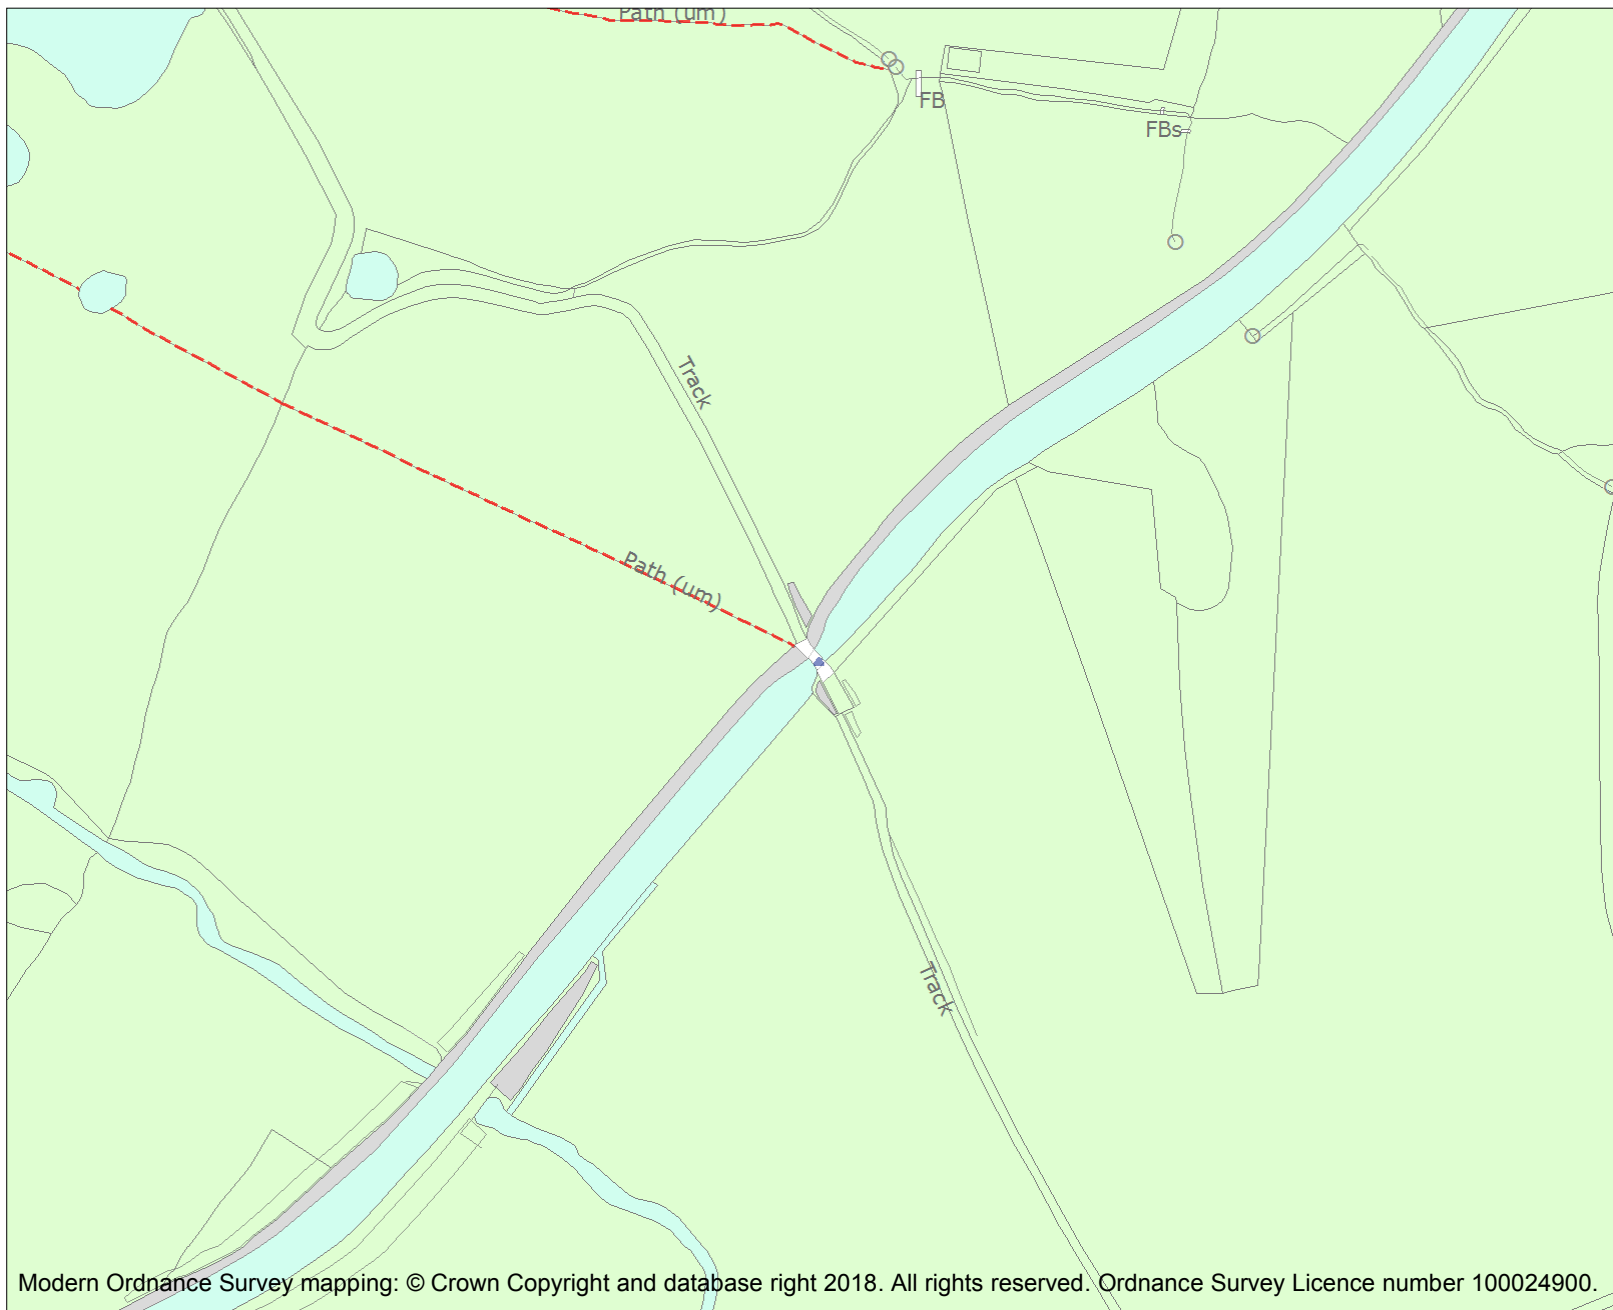 Path (um)
FB
FBs
Track
Path (um)
Track
Modern Ordnance Survey mapping: © Crown Copyright and database right 2018. All rights reserved. Ordnance Survey Licence number 100024900.